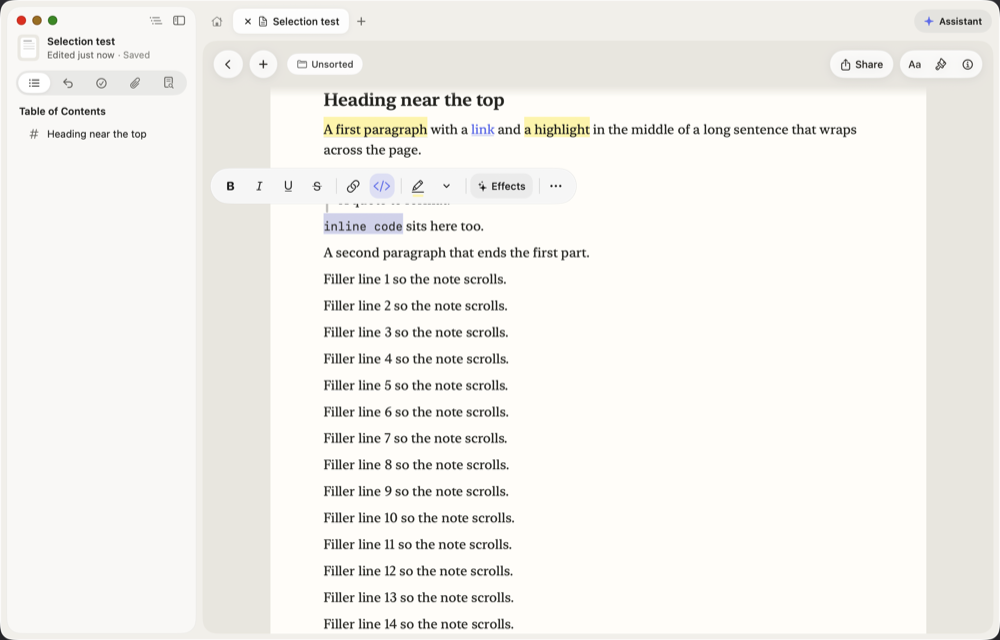 Selection test
Edited just now · Saved
Table of Contents
# Heading near the top
Selection test
Assistant
Unsorted
Share
Aa
Heading near the top
A first paragraph with a link and a highlight in the middle of a long sentence that wraps
across the page.
B I U S </> Effects
inline code sits here too.
A second paragraph that ends the first part.
Filler line 1 so the note scrolls.
Filler line 2 so the note scrolls.
Filler line 3 so the note scrolls.
Filler line 4 so the note scrolls.
Filler line 5 so the note scrolls.
Filler line 6 so the note scrolls.
Filler line 7 so the note scrolls.
Filler line 8 so the note scrolls.
Filler line 9 so the note scrolls.
Filler line 10 so the note scrolls.
Filler line 11 so the note scrolls.
Filler line 12 so the note scrolls.
Filler line 13 so the note scrolls.
Filler line 14 so the note scrolls.